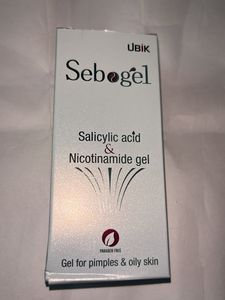 UBIK
Sebogel
Salicylic acid
&
Nicotinamide gel
PARABEN FREE
Gel for pimples & oily skin